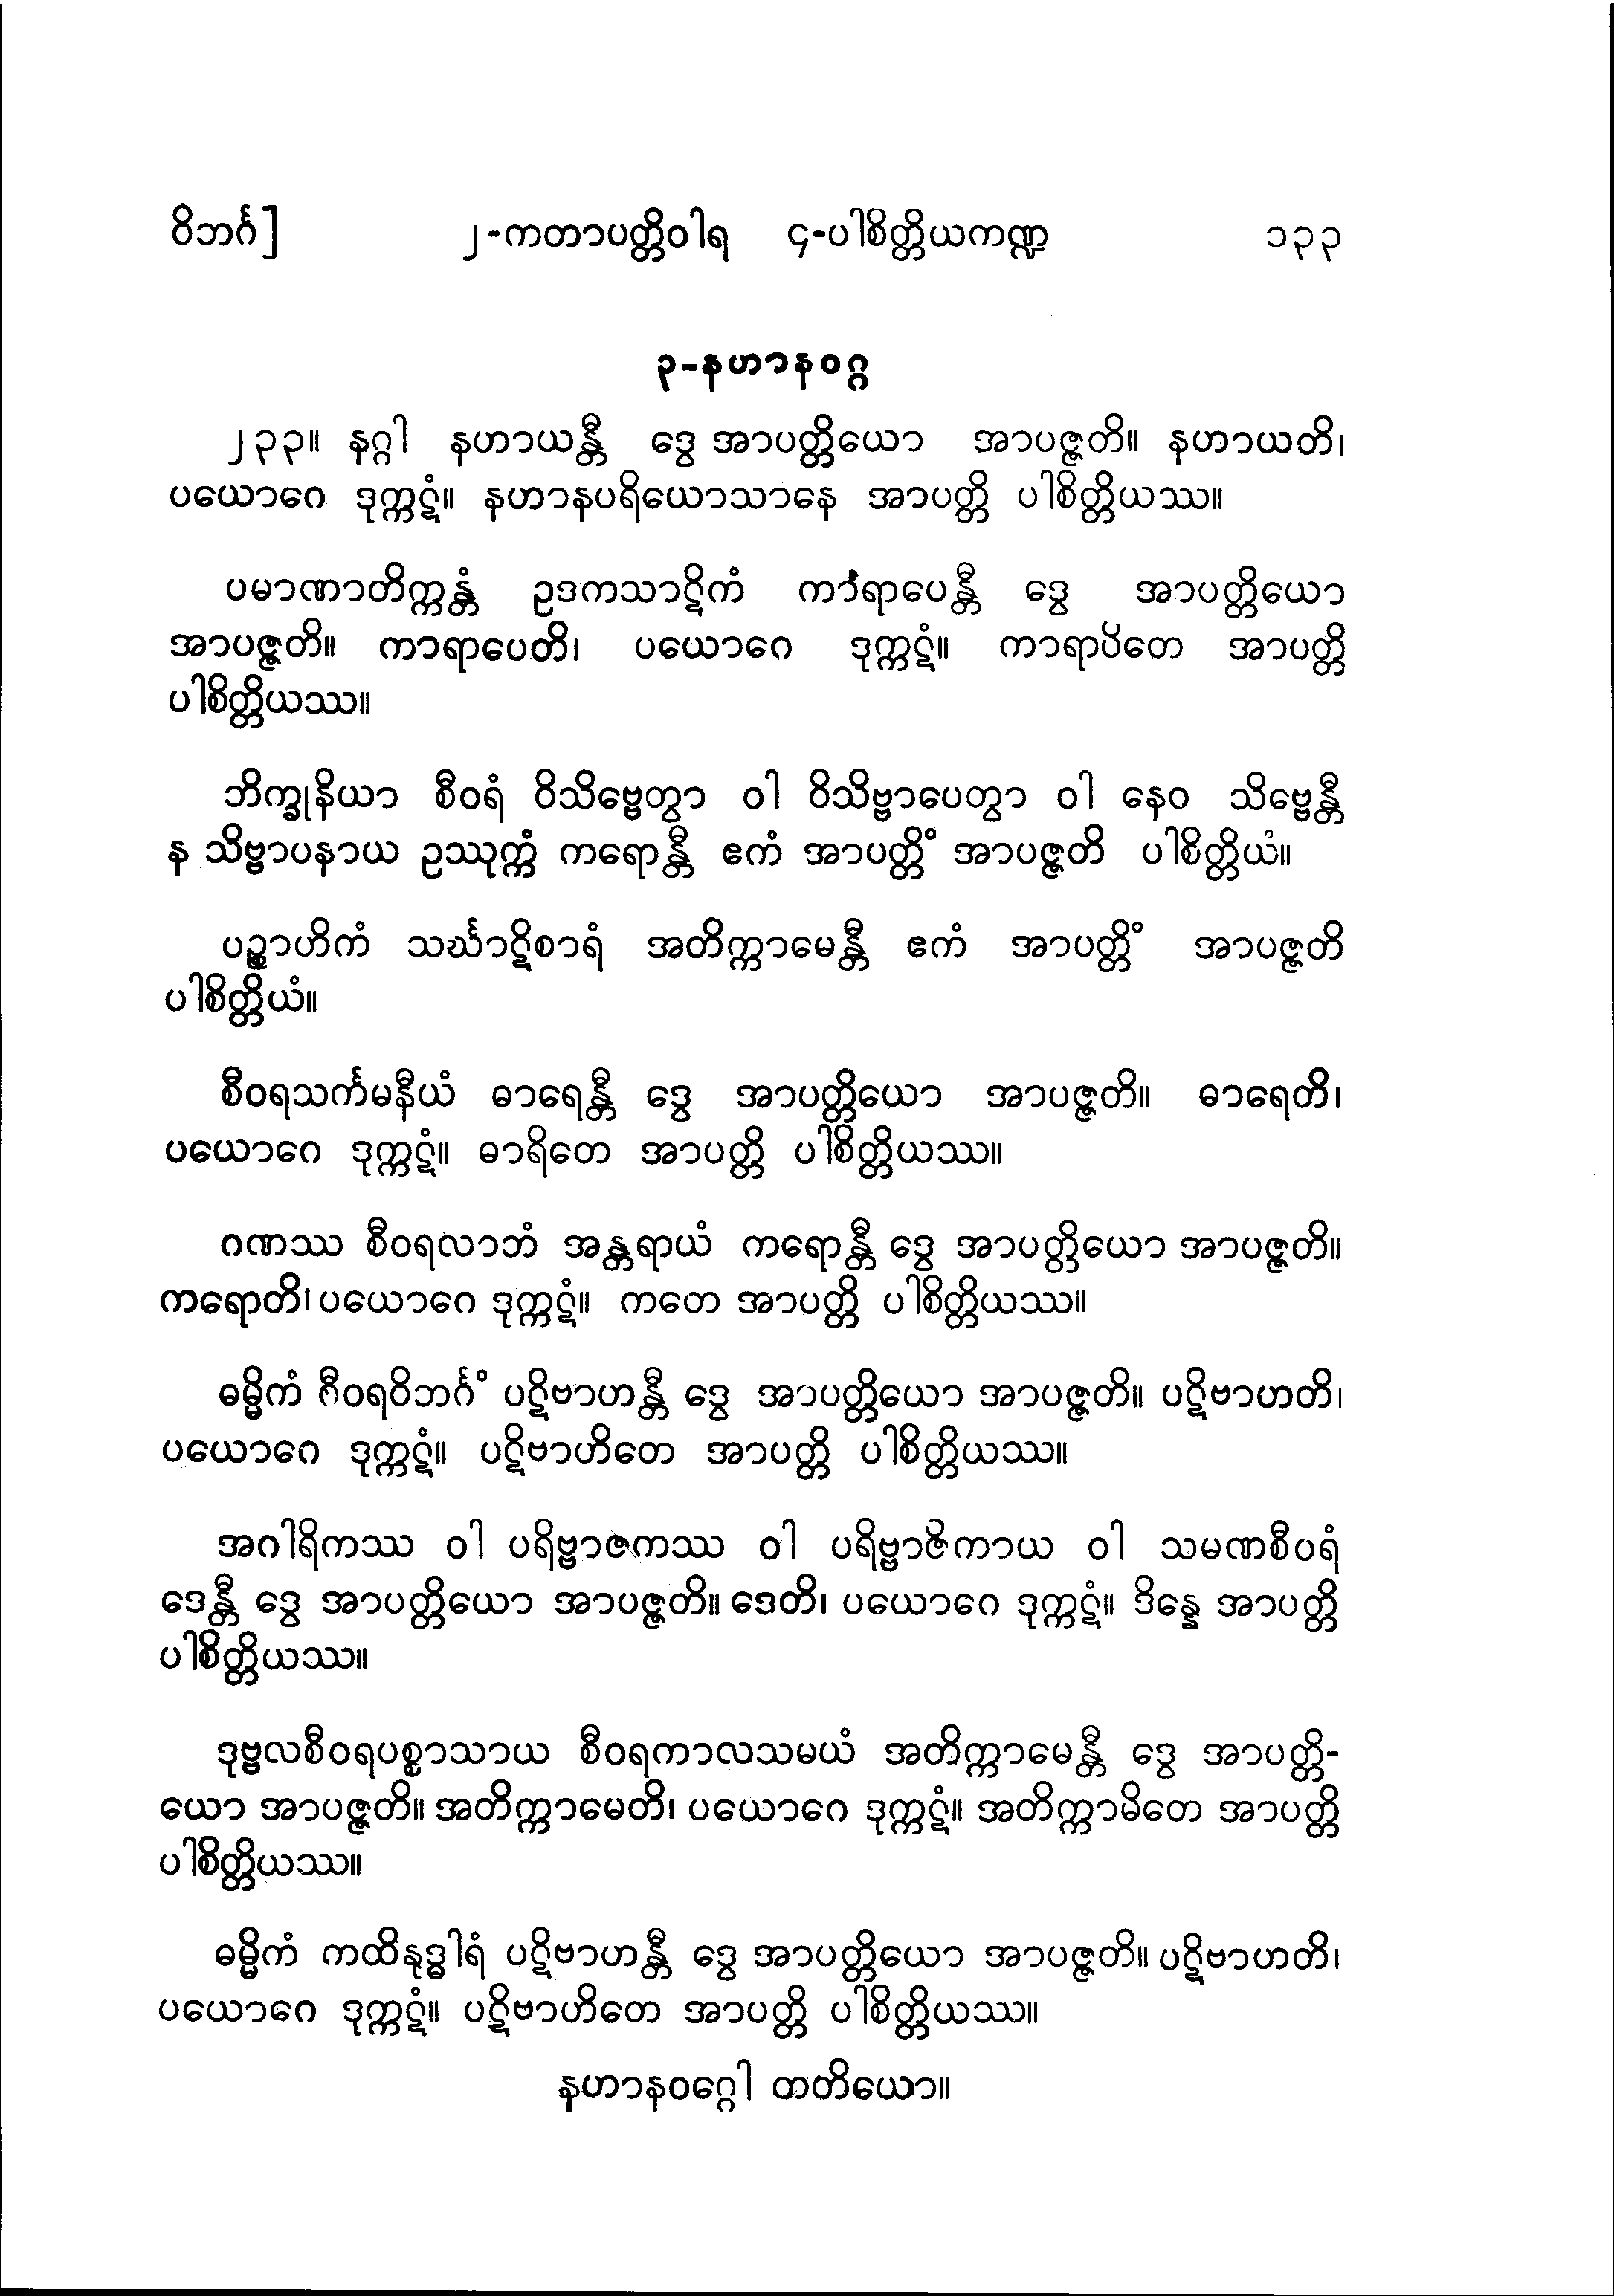 ဝိဘင်္ဂ] ၂-ကတာပတ္တိဝါရ ၄-ပါစိတ္တိယကဏ္ဍ ၁၃၃
၃-နဟာနဝဂ္ဂ
၂၃၃။ နဂ္ဂါ နဟာယန္တီ ဒွေ အာပတ္တိယော အာပဇ္ဇတိ။ နဟာယတိ၊
ပယောဂေ ဒုက္ကဋံ။ နဟာနပရိယောသာနေ အာပတ္တိ ပါစိတ္တိယဿ။
ပမာဏာတိက္ကန္တံ ဥဒကသာဋိကံ ကာရာပေန္တီ ဒွေ အာပတ္တိယော
အာပဇ္ဇတိ။ ကာရာပေတိ၊ ပယောဂေ ဒုက္ကဋံ။ ကာရာပိတေ အာပတ္တိ
ပါစိတ္တိယဿ။
ဘိက္ခုနိယာ စီဝရံ ဝိသိဗ္ဗေတွာ ဝါ ဝိသိဗ္ဗာပေတွာ ဝါ နေဝ သိဗ္ဗေန္တီ
န သိဗ္ဗာပနာယ ဥဿုက္ကံ ကရောန္တီ ဧကံ အာပတ္တိံ အာပဇ္ဇတိ ပါစိတ္တိယံ။
ပဉ္စာဟိကံ သင်္ဃာဋိစာရံ အတိက္ကာမေန္တီ ဧကံ အာပတ္တိံ အာပဇ္ဇတိ
ပါစိတ္တိယံ။
စီဝရသင်္ကမနီယံ ဓာရေန္တီ ဒွေ အာပတ္တိယော အာပဇ္ဇတိ။ ဓာရေတိ၊
ပယောဂေ ဒုက္ကဋံ။ ဓာရိတေ အာပတ္တိ ပါစိတ္တိယဿ။
ဂဏဿ စီဝရလာဘံ အန္တရာယံ ကရောန္တီ ဒွေ အာပတ္တိယော အာပဇ္ဇတိ။
ကရောတိ၊ ပယောဂေ ဒုက္ကဋံ။ ကတေ အာပတ္တိ ပါစိတ္တိယဿ။
ဓမ္မိကံ စီဝရဝိဘင်္ဂံ ပဋိဗာဟန္တီ ဒွေ အာပတ္တိယော အာပဇ္ဇတိ။ ပဋိဗာဟတိ၊
ပယောဂေ ဒုက္ကဋံ။ ပဋိဗာဟိတေ အာပတ္တိ ပါစိတ္တိယဿ။
အဂါရိကဿ ဝါ ပရိဗ္ဗာဇကဿ ဝါ ပရိဗ္ဗာဇိကာယ ဝါ သမဏစီဝရံ
ဒေန္တီ ဒွေ အာပတ္တိယော အာပဇ္ဇတိ။ ဒေတိ၊ ပယောဂေ ဒုက္ကဋံ။ ဒိန္နေ အာပတ္တိ
ပါစိတ္တိယဿ။
ဒုဗ္ဗလစီဝရပစ္စာသာယ စီဝရကာလသမယံ အတိက္ကာမေန္တီ ဒွေ အာပတ္တိ-
ယော အာပဇ္ဇတိ။ အတိက္ကာမေတိ၊ ပယောဂေ ဒုက္ကဋံ။ အတိက္ကာမိတေ အာပတ္တိ
ပါစိတ္တိယဿ။
ဓမ္မိကံ ကထိနုဒ္ဓါရံ ပဋိဗာဟန္တီ ဒွေ အာပတ္တိယော အာပဇ္ဇတိ။ ပဋိဗာဟတိ၊
ပယောဂေ ဒုက္ကဋံ။ ပဋိဗာဟိတေ အာပတ္တိ ပါစိတ္တိယဿ။
နဟာနဝဂ္ဂေါ တတိယော။